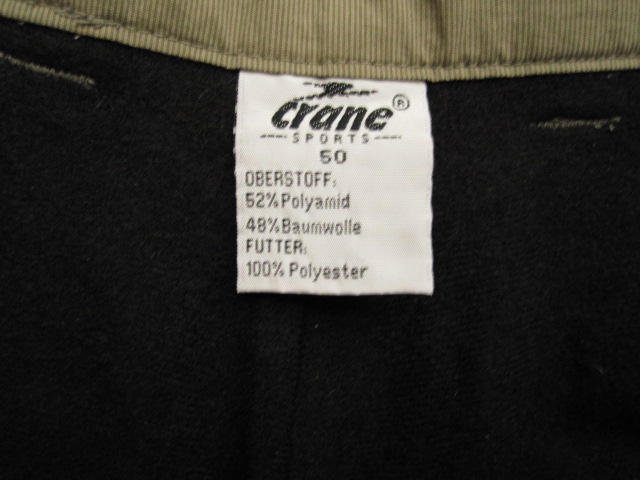 crane®
SPORTS
50
OBERSTOFF:
52% Polyamid
48% Baumwolle
FUTTER:
100% Polyester